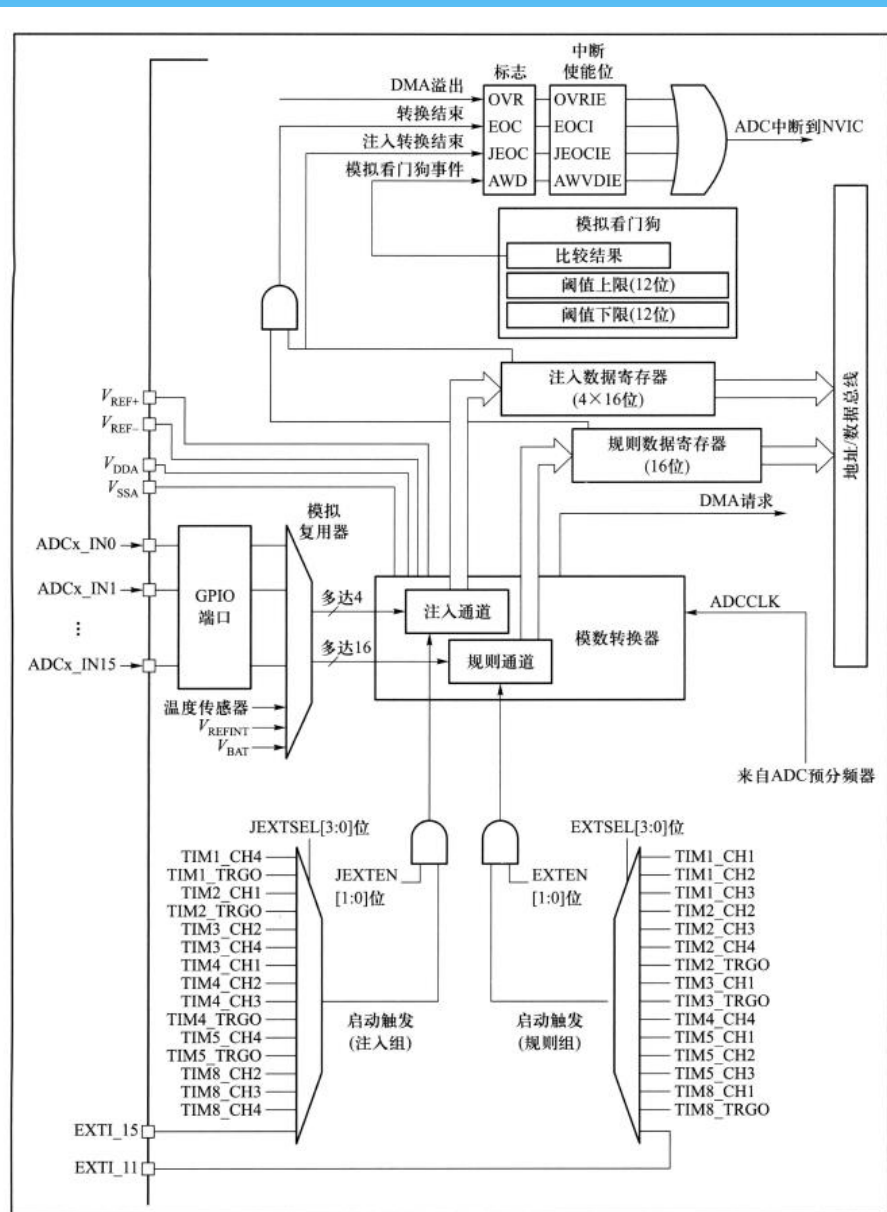 中断
标志 使能位
DMA溢出 OVR OVRIE
转换结束 EOC EOCI
注入转换结束 JEOC JEOCIE
模拟看门狗事件 AWD AWVDIE
ADC中断到NVIC
模拟看门狗
比较结果
阈值上限(12位)
阈值下限(12位)
注入数据寄存器
(4×16位)
规则数据寄存器
(16位)
地址/数据总线
VREF+
VREF−
VDDA
VSSA
DMA请求
模拟
复用器
ADCx_IN0
ADCx_IN1
⋮
ADCx_IN15
GPIO
端口
多达4
多达16
注入通道
规则通道
模数转换器
ADCCLK
温度传感器
VREFINT
VBAT
来自ADC预分频器
JEXTSEL[3:0]位
EXTSEL[3:0]位
JEXTEN
[1:0]位
EXTEN
[1:0]位
TIM1_CH4
TIM1_TRGO
TIM2_CH1
TIM2_TRGO
TIM3_CH2
TIM3_CH4
TIM4_CH1
TIM4_CH2
TIM4_CH3
TIM4_TRGO
TIM5_CH4
TIM5_TRGO
TIM8_CH2
TIM8_CH3
TIM8_CH4
启动触发
(注入组)
启动触发
(规则组)
TIM1_CH1
TIM1_CH2
TIM1_CH3
TIM2_CH2
TIM2_CH3
TIM2_CH4
TIM2_TRGO
TIM3_CH1
TIM3_TRGO
TIM4_CH4
TIM5_CH1
TIM5_CH2
TIM5_CH3
TIM8_CH1
TIM8_TRGO
EXTI_15
EXTI_11